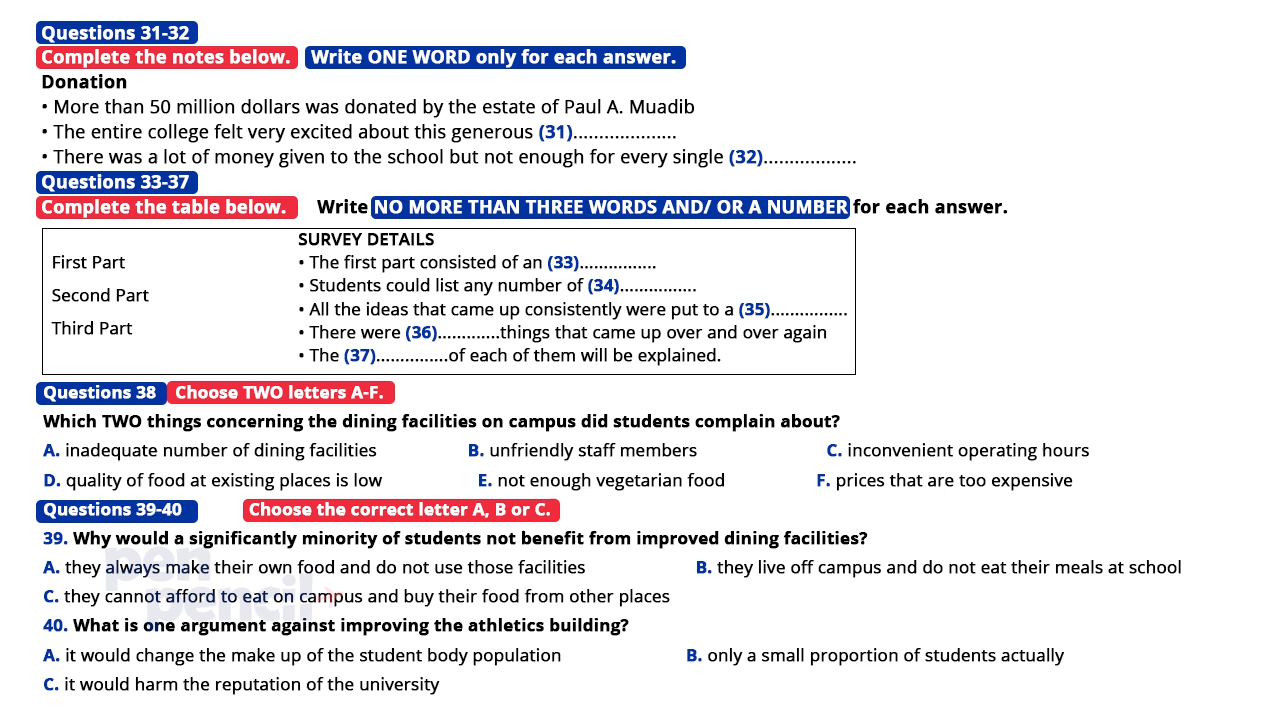 Questions 31-32
Complete the notes below. Write ONE WORD only for each answer.
Donation
• More than 50 million dollars was donated by the estate of Paul A. Muadib
• The entire college felt very excited about this generous (31)....................
• There was a lot of money given to the school but not enough for every single (32)..................
Questions 33-37
Complete the table below. Write NO MORE THAN THREE WORDS AND/ OR A NUMBER for each answer.
SURVEY DETAILS
First Part • The first part consisted of an (33)...............
• Students could list any number of (34)...............
Second Part • All the ideas that came up consistently were put to a (35)...............
Third Part • There were (36)............things that came up over and over again
• The (37)..............of each of them will be explained.
Questions 38 Choose TWO letters A-F.
Which TWO things concerning the dining facilities on campus did students complain about?
A. inadequate number of dining facilities B. unfriendly staff members C. inconvenient operating hours
D. quality of food at existing places is low E. not enough vegetarian food F. prices that are too expensive
Questions 39-40 Choose the correct letter A, B or C.
39. Why would a significantly minority of students not benefit from improved dining facilities?
A. they always make their own food and do not use those facilities B. they live off campus and do not eat their meals at school
C. they cannot afford to eat on campus and buy their food from other places
40. What is one argument against improving the athletics building?
A. it would change the make up of the student body population B. only a small proportion of students actually
C. it would harm the reputation of the university
pen
pencil